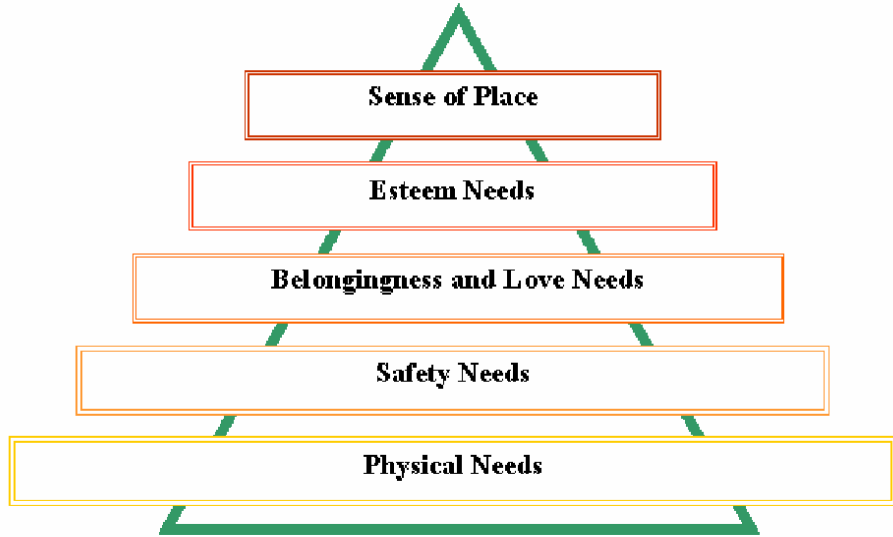 Sense of Place
Esteem Needs
Belongingness and Love Needs
Safety Needs
Physical Needs